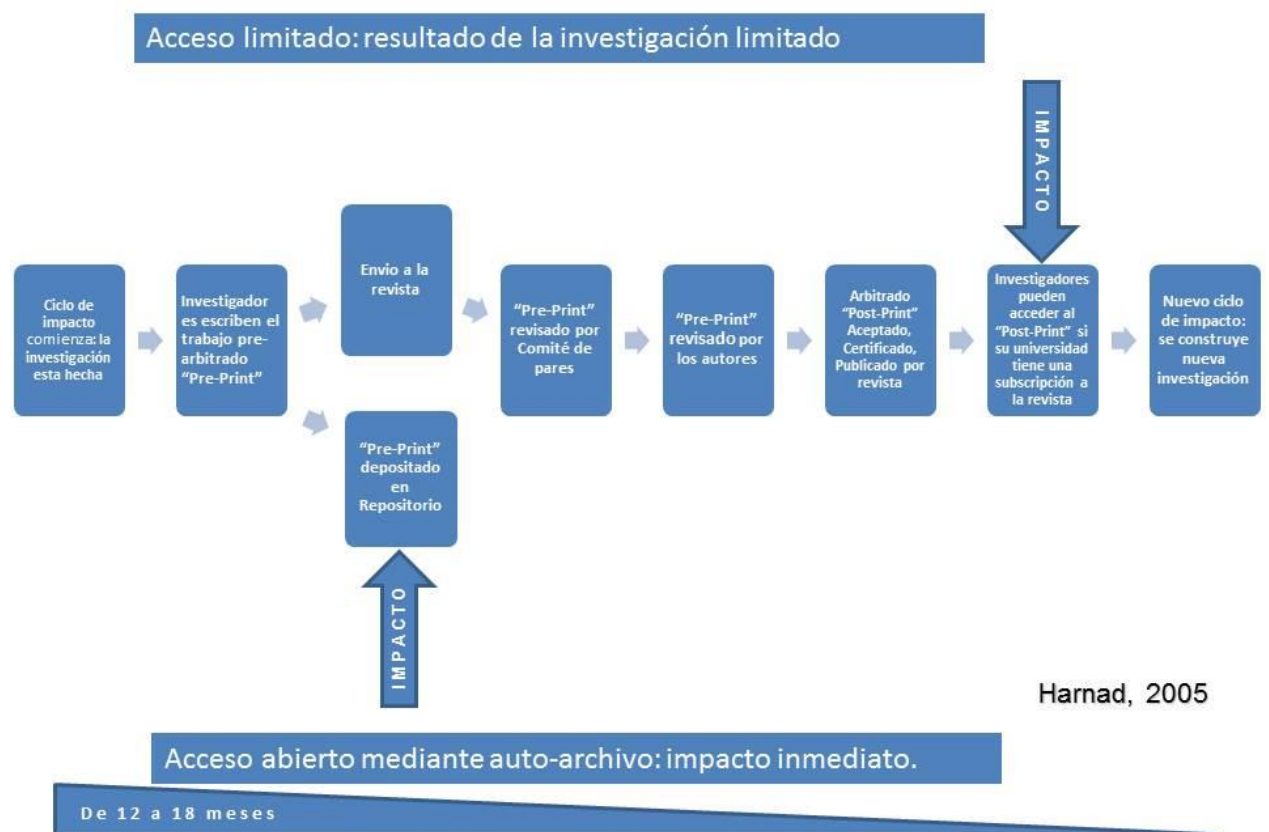 Acceso limitado: resultado de la investigación limitado
IMPACTO
Ciclo de
impacto
comienza: la
investigación
esta hecha
Investigador
es escriben el
trabajo pre-
arbitrado
“Pre-Print”
Envío a la
revista
“Pre-Print”
depositado
en
Repositorio
“Pre-Print”
revisado por
Comité de
pares
“Pre-Print”
revisado por
los autores
Arbitrado
“Post-Print”
Aceptado,
Certificado,
Publicado por
revista
Investigadores
pueden
acceder al
“Post-Print” si
su universidad
tiene una
subscripción a
la revista
Nuevo ciclo
de impacto:
se construye
nueva
investigación
IMPACTO
Harnad, 2005
Acceso abierto mediante auto-archivo: impacto inmediato.
De 12 a 18 meses